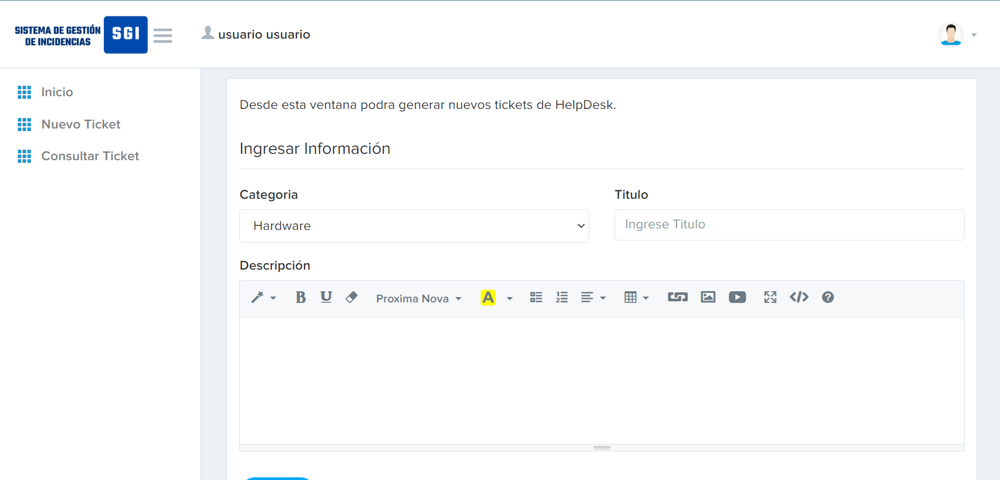 SISTEMA DE GESTIÓN
DE INCIDENCIAS
SGI
usuario usuario
Inicio
Nuevo Ticket
Consultar Ticket
Desde esta ventana podra generar nuevos tickets de HelpDesk.
Ingresar Información
Categoria
Titulo
Hardware
Ingrese Titulo
Descripción
B U Proxima Nova A